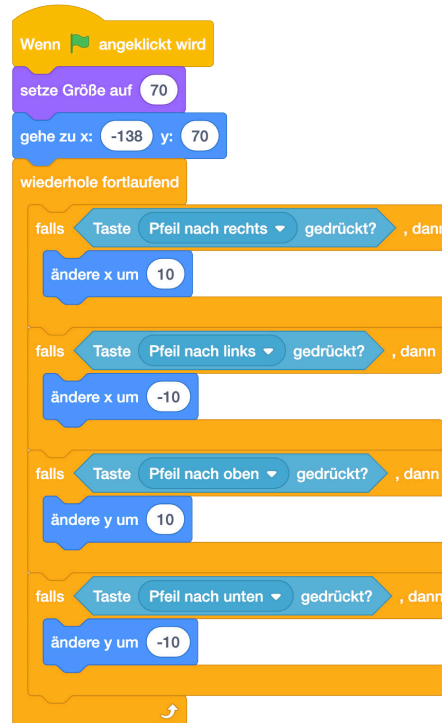 Wenn angeklickt wird
setze Größe auf 70
gehe zu x: -138 y: 70
wiederhole fortlaufend
falls Taste Pfeil nach rechts gedrückt? , dann
ändere x um 10
falls Taste Pfeil nach links gedrückt? , dann
ändere x um -10
falls Taste Pfeil nach oben gedrückt? , dann
ändere y um 10
falls Taste Pfeil nach unten gedrückt? , dann
ändere y um -10